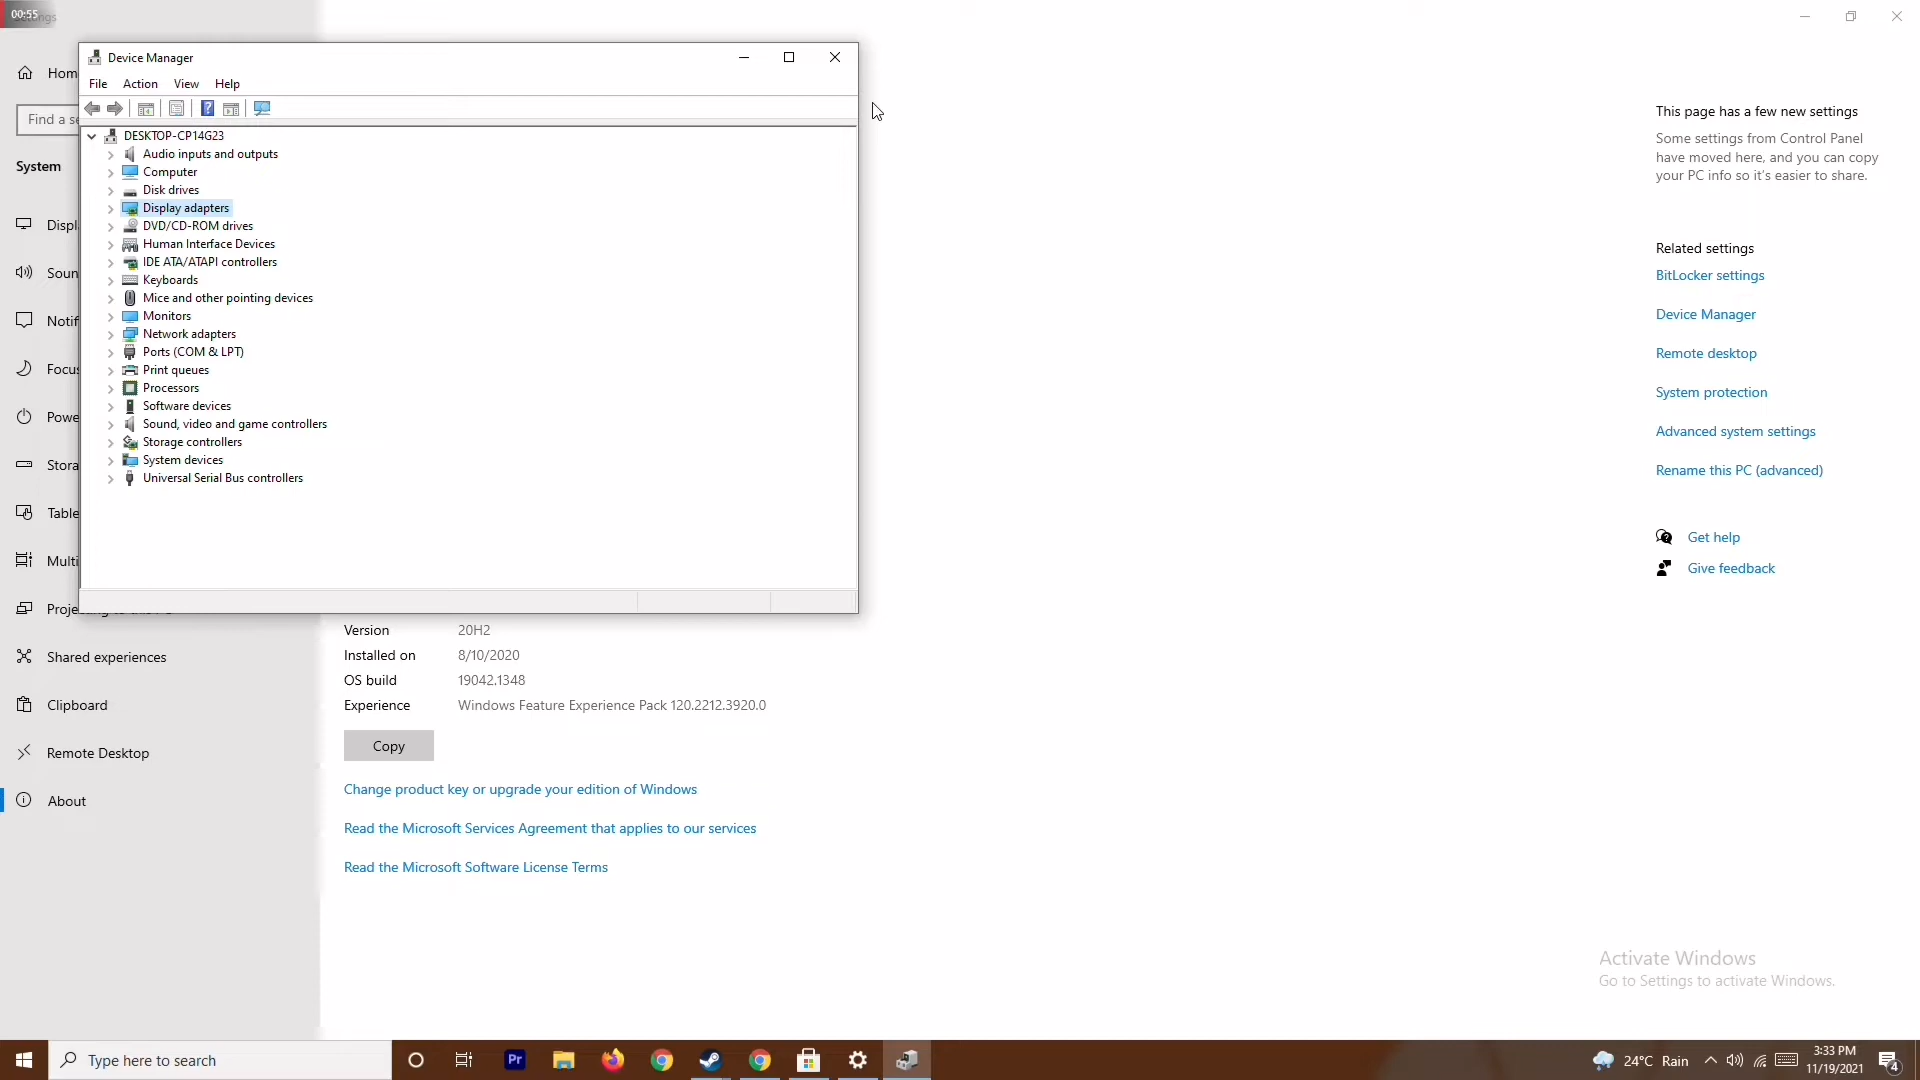 00:55
Device Manager
File Action View Help
DESKTOP-CP14G23
Audio inputs and outputs
Computer
Disk drives
Display adapters
DVD/CD-ROM drives
Human Interface Devices
IDE ATA/ATAPI controllers
Keyboards
Mice and other pointing devices
Monitors
Network adapters
Ports (COM & LPT)
Print queues
Processors
Software devices
Sound, video and game controllers
Storage controllers
System devices
Universal Serial Bus controllers
Hom
Find a se
System
Displ
Soun
Notif
Focus
Powe
Stora
Table
Multi
Shared experiences
Clipboard
Remote Desktop
About
Version 20H2
Installed on 8/10/2020
OS build 19042.1348
Experience Windows Feature Experience Pack 120.2212.3920.0
Copy
Change product key or upgrade your edition of Windows
Read the Microsoft Services Agreement that applies to our services
Read the Microsoft Software License Terms
This page has a few new settings
Some settings from Control Panel
have moved here, and you can copy
your PC info so it's easier to share.
Related settings
BitLocker settings
Device Manager
Remote desktop
System protection
Advanced system settings
Rename this PC (advanced)
Get help
Give feedback
Activate Windows
Go to Settings to activate Windows.
Type here to search
Pr
24°C Rain
3:33 PM
11/19/2021
4